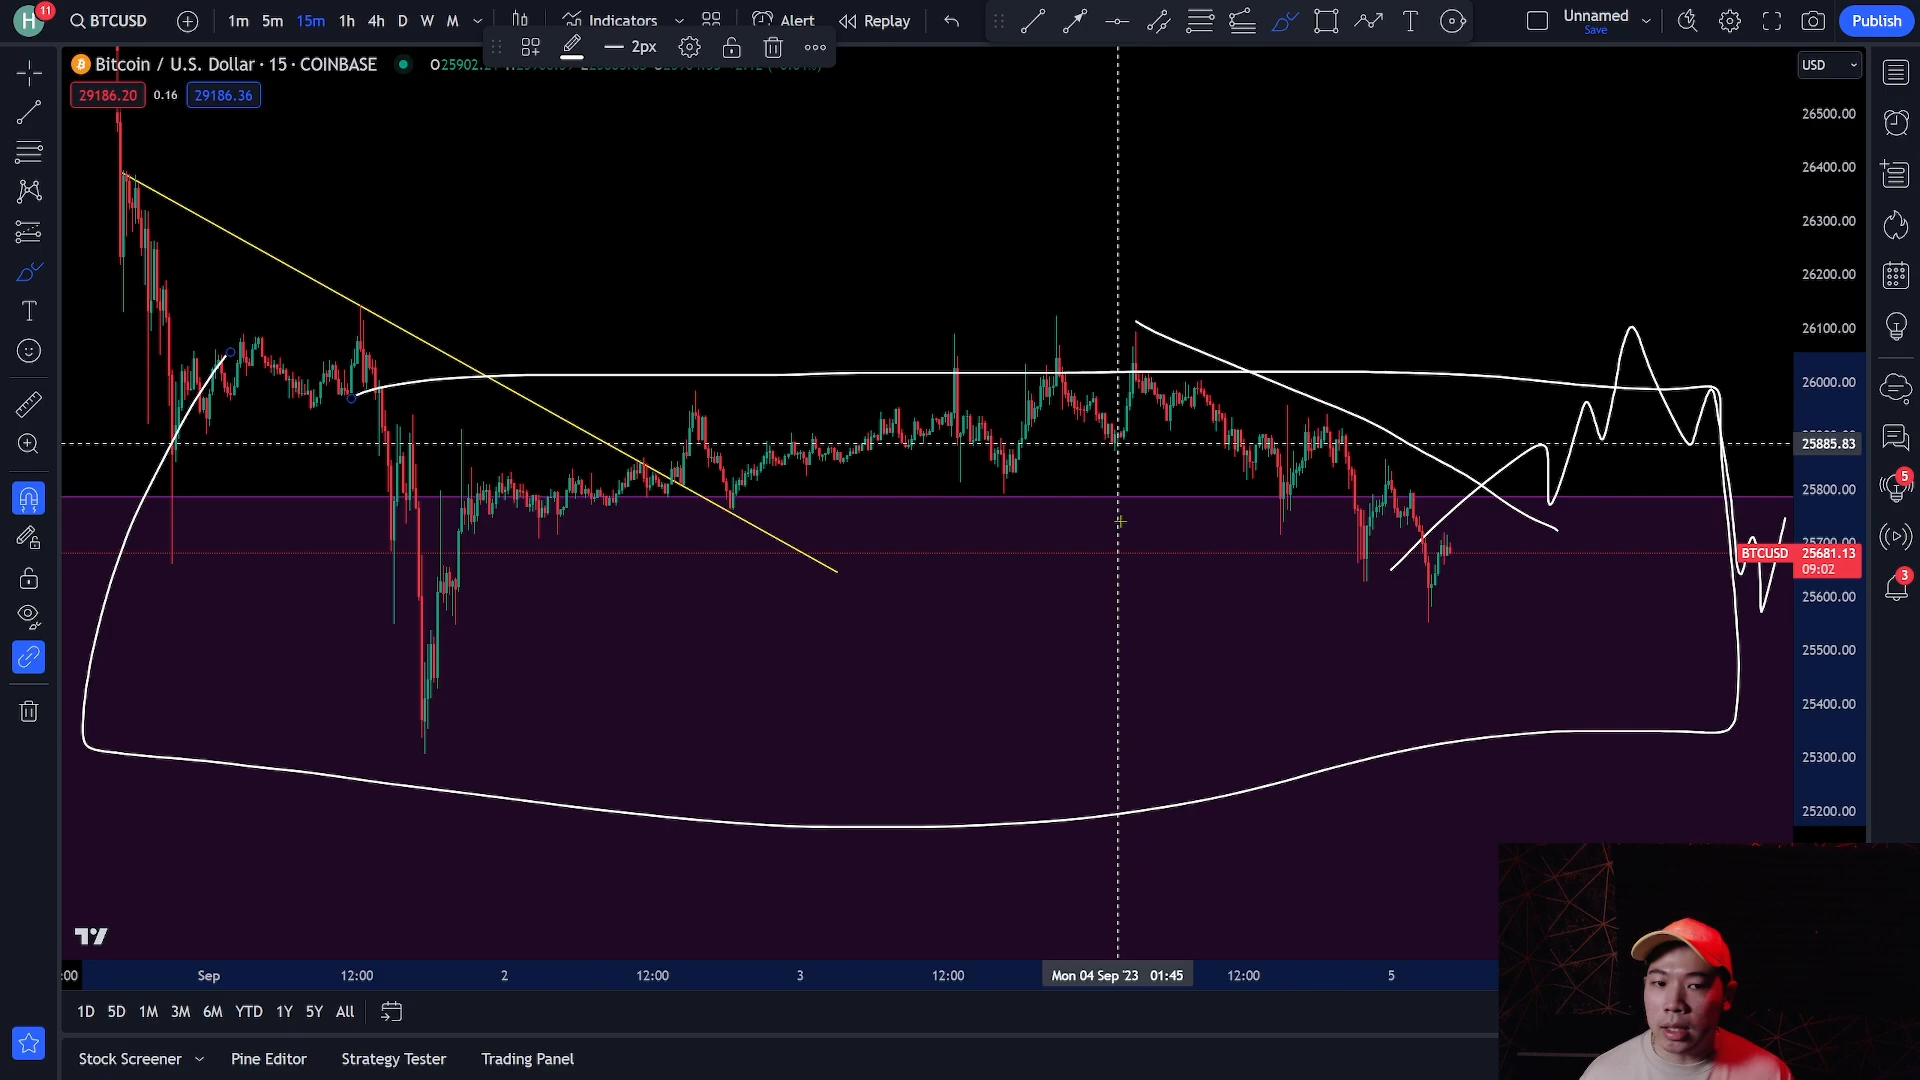 H 11 BTCUSD 1m 5m 15m 1h 4h D W M Indicators Alert Replay Unnamed Save Publish
2px
Bitcoin / U.S. Dollar · 15 · COINBASE
USD
29186.20 0.16 29186.36
26500.00
26400.00
26300.00
26200.00
26100.00
26000.00
25885.83
25800.00
5
BTCUSD 25681.13
09:02
3
25600.00
25500.00
25400.00
25300.00
25200.00
:00 Sep 12:00 2 12:00 3 12:00 Mon 04 Sep '23 01:45 12:00 5
1D 5D 1M 3M 6M YTD 1Y 5Y All
Stock Screener Pine Editor Strategy Tester Trading Panel